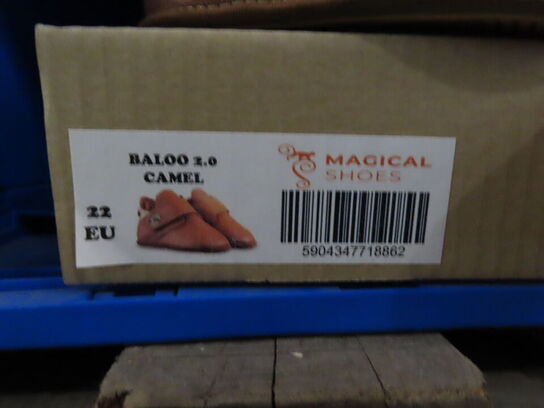 BALOO 2.0
CAMEL
22
EU
MAGICAL
SHOES
5904347718862